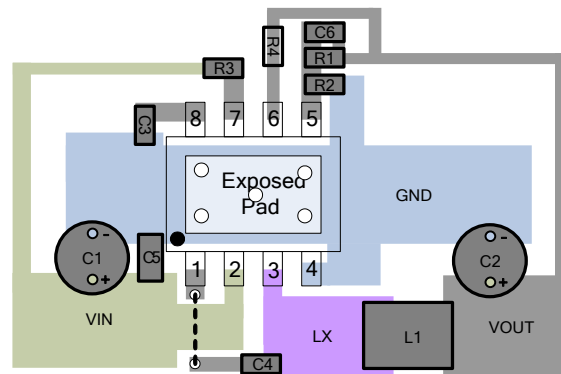 C6
R4
R1
R3
R2
8
7
6
5
C3
Exposed
Pad
GND
C1
-
+
C5
C2
-
+
1
2
3
4
VIN
LX
L1
VOUT
C4